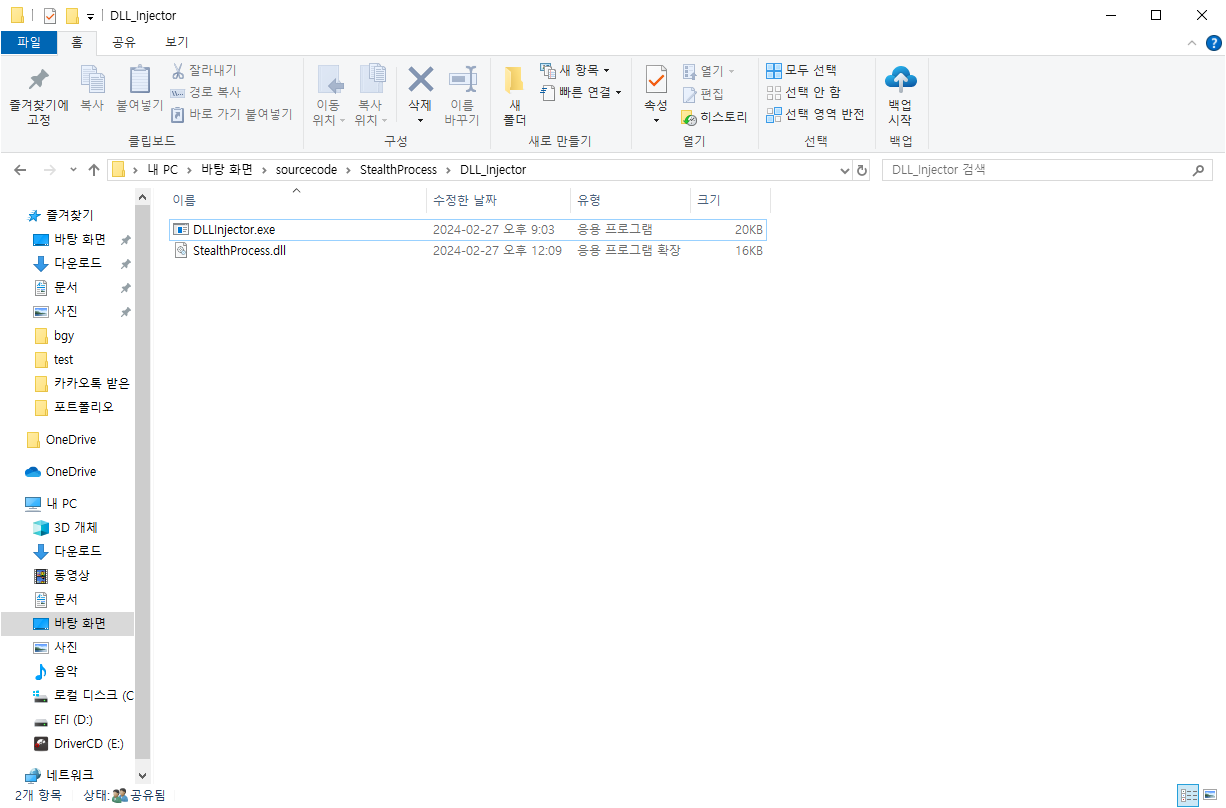 DLL_Injector
파일 홈 공유 보기
즐겨찾기에 고정
복사
붙여넣기
잘라내기
경로 복사
바로 가기 붙여넣기
클립보드
이동 위치
복사 위치
삭제
이름 바꾸기
구성
새 폴더
새 항목
빠른 연결
새로 만들기
속성
열기
편집
히스토리
열기
모두 선택
선택 안 함
선택 영역 반전
선택
백업 시작
백업
내 PC > 바탕 화면 > sourcecode > StealthProcess > DLL_Injector
DLL_Injector 검색
즐겨찾기
바탕 화면
다운로드
문서
사진
bgy
test
카카오톡 받은
포트폴리오
OneDrive
OneDrive
내 PC
3D 개체
다운로드
동영상
문서
바탕 화면
사진
음악
로컬 디스크 (C
EFI (D:)
DriverCD (E:)
네트워크
이름 수정한 날짜 유형 크기
DLLInjector.exe 2024-02-27 오후 9:03 응용 프로그램 20KB
StealthProcess.dll 2024-02-27 오후 12:09 응용 프로그램 확장 16KB
2개 항목 상태: 공유됨